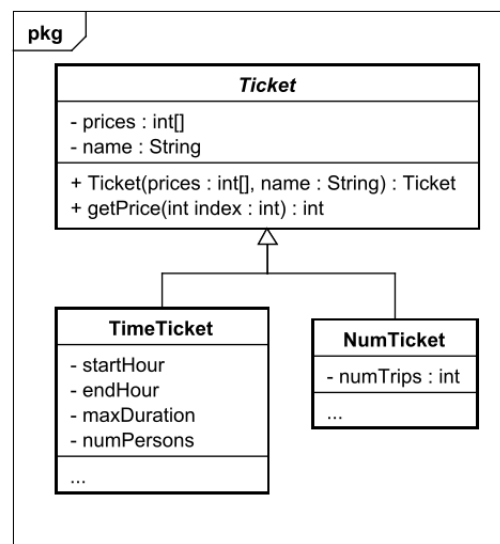 pkg
Ticket
- prices : int[]
- name : String
+ Ticket(prices : int[], name : String) : Ticket
+ getPrice(int index : int) : int
TimeTicket
- startHour
- endHour
- maxDuration
- numPersons
...
NumTicket
- numTrips : int
...